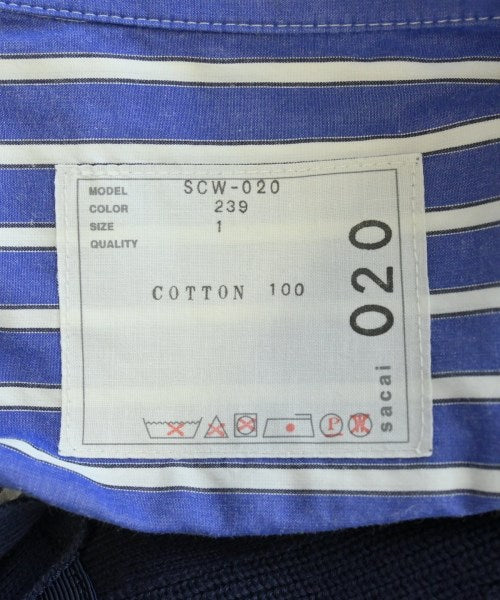 MODEL SCW-020
COLOR 239
SIZE 1
QUALITY
COTTON 100
P
W
sacai 020